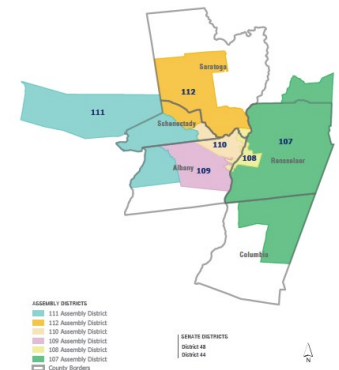 Saratoga
112
111
Schenectady
107
110
108
Rensselaer
Albany
109
Columbia
ASSEMBLY DISTRICTS
111 Assembly District
112 Assembly District
110 Assembly District
109 Assembly District
108 Assembly District
107 Assembly District
County Borders
SENATE DISTRICTS
District 48
District 44
N